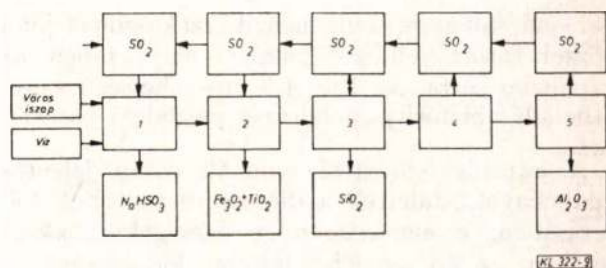 SO₂ SO₂ SO₂ SO₂ SO₂
Vörös
iszap
Víz
1 2 3 4 5
NaHSO₃ Fe₃O₂+TiO₂ SiO₂ Al₂O₃
KL 322-9